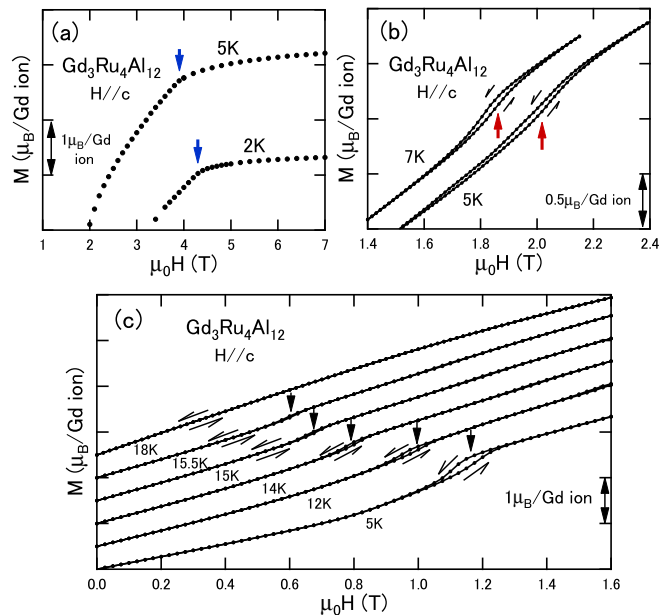 (a)
Gd3Ru4Al12
H//c
5K
2K
1μB/Gd
ion
M (μB/Gd ion)
1 2 3 4 5 6 7
μ0H (T)
(b)
Gd3Ru4Al12
H//c
7K
5K
0.5μB/Gd ion
M (μB/Gd ion)
1.4 1.6 1.8 2.0 2.2 2.4
μ0H (T)
(c)
Gd3Ru4Al12
H//c
18K
15.5K
15K
14K
12K
5K
1μB/Gd ion
M (μB/Gd ion)
0.0 0.2 0.4 0.6 0.8 1.0 1.2 1.4 1.6
μ0H (T)